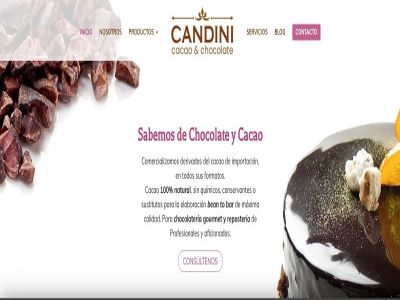 INICIO NOSOTROS PRODUCTOS CANDINI SERVICIOS BLOG CONTACTO
cacao & chocolate
Sabemos de Chocolate y Cacao
Comercializamos derivados del cacao de importación,
en todos sus formatos.
Cacao 100% natural, sin químicos, conservantes o
sustitutos para la elaboración bean to bar de máxima
calidad. Para chocolatería gourmet y repostería de
Profesionales y aficionados.
CONSÚLTENOS